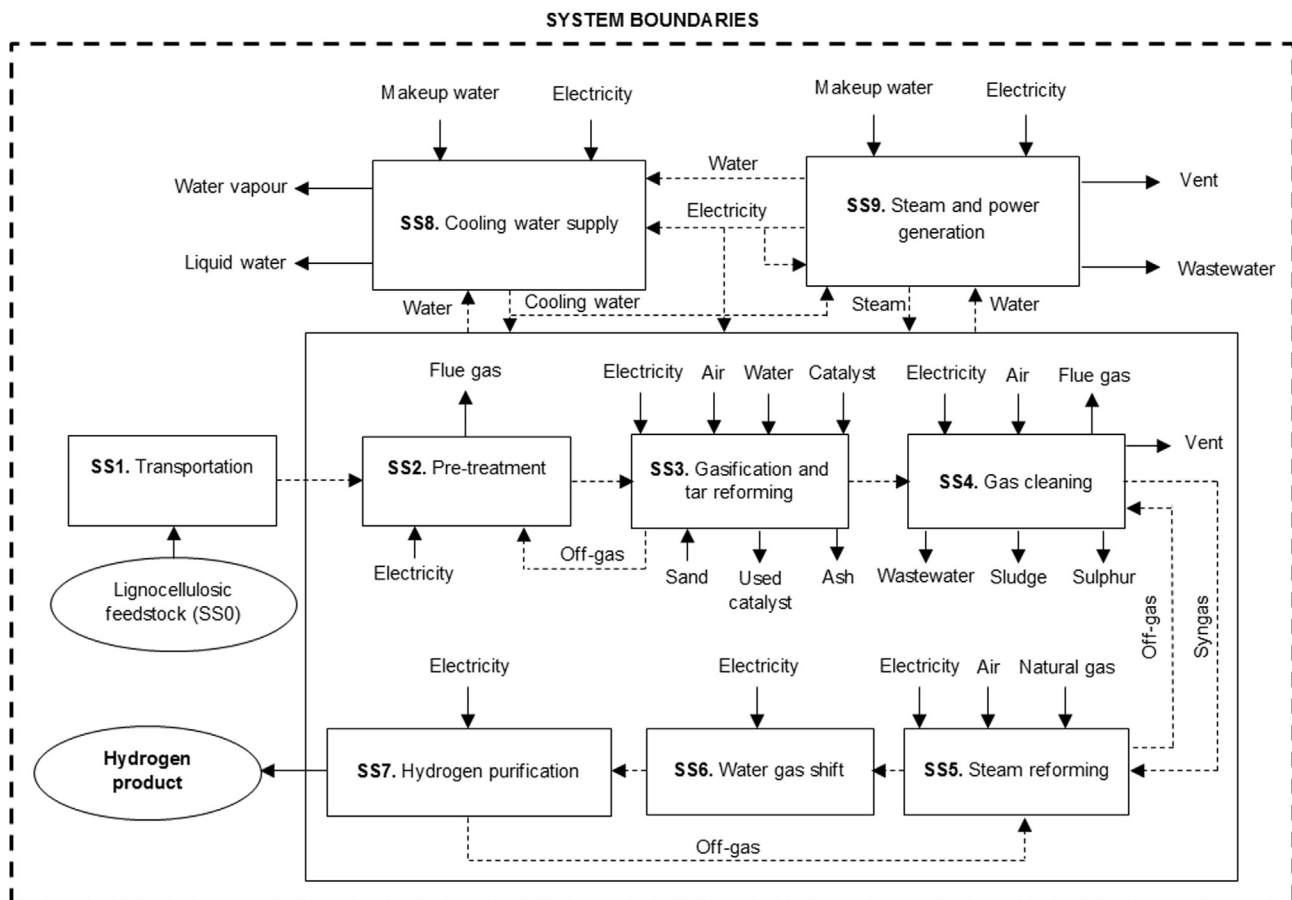 SYSTEM BOUNDARIES
Makeup water
Electricity
Makeup water
Electricity
Water vapour
Liquid water
SS8. Cooling water supply
Water
Electricity
SS9. Steam and power
generation
Vent
Wastewater
Water
Cooling water
Steam
Water
Flue gas
Electricity
Air
Water
Catalyst
Electricity
Air
Flue gas
SS1. Transportation
SS2. Pre-treatment
SS3. Gasification and
tar reforming
SS4. Gas cleaning
Vent
Lignocellulosic
feedstock (SS0)
Electricity
Off-gas
Sand
Used
catalyst
Ash
Wastewater
Sludge
Sulphur
Off-gas
Syngas
Electricity
Electricity
Electricity
Air
Natural gas
Hydrogen
product
SS7. Hydrogen purification
SS6. Water gas shift
SS5. Steam reforming
Off-gas